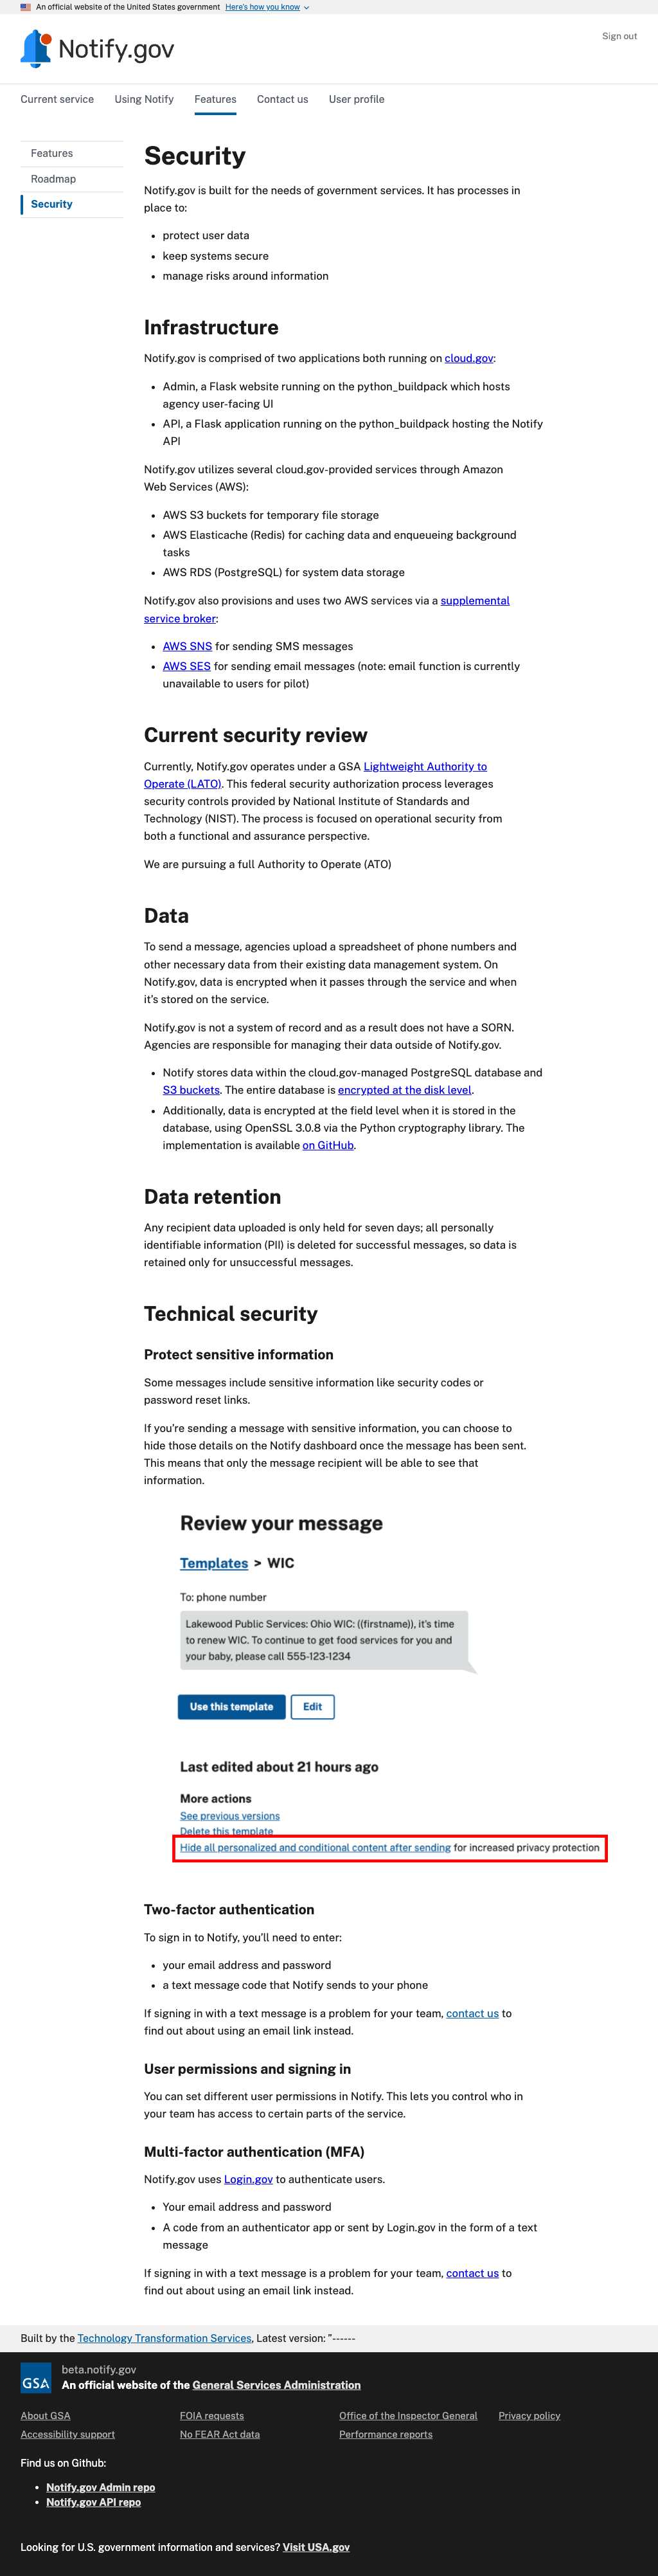 An official website of the United States government Here's how you know
Notify.gov
Sign out
Current service Using Notify Features Contact us User profile
Features
Roadmap
Security
Security
Notify.gov is built for the needs of government services. It has processes in
place to:
• protect user data
• keep systems secure
• manage risks around information
Infrastructure
Notify.gov is comprised of two applications both running on cloud.gov:
• Admin, a Flask website running on the python_buildpack which hosts
agency user-facing UI
• API, a Flask application running on the python_buildpack hosting the Notify
API
Notify.gov utilizes several cloud.gov-provided services through Amazon
Web Services (AWS):
• AWS S3 buckets for temporary file storage
• AWS Elasticache (Redis) for caching data and enqueueing background
tasks
• AWS RDS (PostgreSQL) for system data storage
Notify.gov also provisions and uses two AWS services via a supplemental
service broker:
• AWS SNS for sending SMS messages
• AWS SES for sending email messages (note: email function is currently
unavailable to users for pilot)
Current security review
Currently, Notify.gov operates under a GSA Lightweight Authority to
Operate (LATO). This federal security authorization process leverages
security controls provided by National Institute of Standards and
Technology (NIST). The process is focused on operational security from
both a functional and assurance perspective.
We are pursuing a full Authority to Operate (ATO)
Data
To send a message, agencies upload a spreadsheet of phone numbers and
other necessary data from their existing data management system. On
Notify.gov, data is encrypted when it passes through the service and when
it's stored on the service.
Notify.gov is not a system of record and as a result does not have a SORN.
Agencies are responsible for managing their data outside of Notify.gov.
• Notify stores data within the cloud.gov-managed PostgreSQL database and
S3 buckets. The entire database is encrypted at the disk level.
• Additionally, data is encrypted at the field level when it is stored in the
database, using OpenSSL 3.0.8 via the Python cryptography library. The
implementation is available on GitHub.
Data retention
Any recipient data uploaded is only held for seven days; all personally
identifiable information (PII) is deleted for successful messages, so data is
retained only for unsuccessful messages.
Technical security
Protect sensitive information
Some messages include sensitive information like security codes or
password reset links.
If you're sending a message with sensitive information, you can choose to
hide those details on the Notify dashboard once the message has been sent.
This means that only the message recipient will be able to see that
information.
Review your message
Templates > WIC
To: phone number
Lakewood Public Services: Ohio WIC: ((firstname)), it's time
to renew WIC. To continue to get food services for you and
your baby, please call 555-123-1234
Use this template Edit
Last edited about 21 hours ago
More actions
See previous versions
Delete this template
Hide all personalized and conditional content after sending for increased privacy protection
Two-factor authentication
To sign in to Notify, you'll need to enter:
• your email address and password
• a text message code that Notify sends to your phone
If signing in with a text message is a problem for your team, contact us to
find out about using an email link instead.
User permissions and signing in
You can set different user permissions in Notify. This lets you control who in
your team has access to certain parts of the service.
Multi-factor authentication (MFA)
Notify.gov uses Login.gov to authenticate users.
• Your email address and password
• A code from an authenticator app or sent by Login.gov in the form of a text
message
If signing in with a text message is a problem for your team, contact us to
find out about using an email link instead.
Built by the Technology Transformation Services, Latest version: "------
GSA
beta.notify.gov
An official website of the General Services Administration
About GSA FOIA requests Office of the Inspector General Privacy policy
Accessibility support No FEAR Act data Performance reports
Find us on Github:
• Notify.gov Admin repo
• Notify.gov API repo
Looking for U.S. government information and services? Visit USA.gov